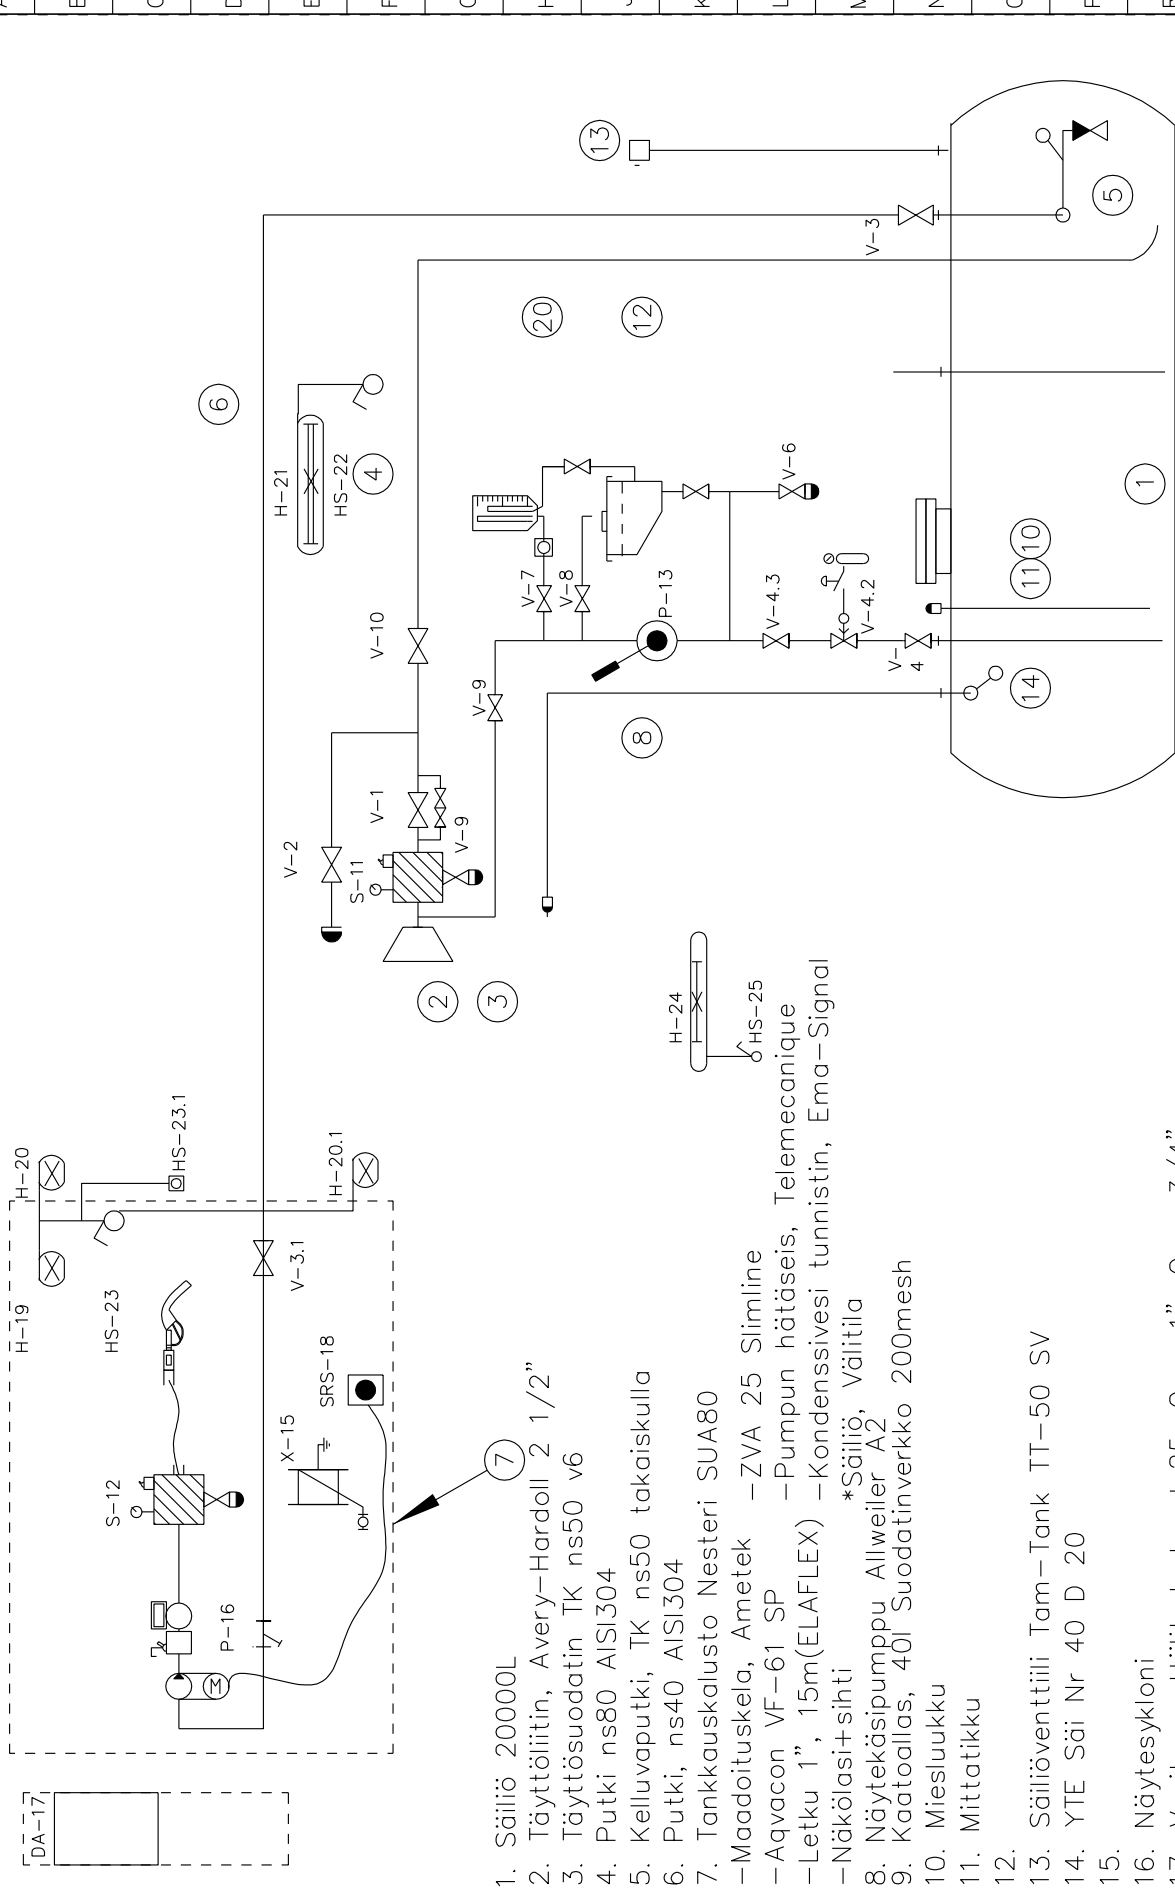 DA-17
H-19
H-20
HS-23
HS-23.1
H-20.1
S-12
P-16
X-15
SRS-18
V-3.1
M
7
6
H-21
HS-22
4
V-2
S-11
V-1
V-9
V-10
V-9
2
3
20
12
13
V-7
V-8
P-13
V-6
V-4.3
V-4.2
V-
4
V-3
8
H-24
HS-25
5
1
11
10
14
1. Säiliö 20000L
2. Täyttöliitin, Avery-Hardoll 2 1/2”
3. Täyttösuodatin TK ns50 v6
4. Putki ns80 AISI304
5. Kelluvaputki, TK ns50 takaiskulla
6. Putki, ns40 AISI304
7. Tankkauskalusto Nesteri SUA80
-Maadoituskela, Ametek -ZVA 25 Slimline
-Aqvacon VF-61 SP -Pumpun hätäseis, Telemecanique
-Letku 1”, 15m(ELAFLEX) -Kondenssivesi tunnistin, Ema-Signal
-Näkölasi+sihti *Säiliö, Välitila
8. Näytekäsipumppu Allweiler A2
9. Kaatoallas, 40l Suodatinverkko 200mesh
10. Miesluukku
11. Mittatikku
12.
13. Säiliöventtiili Tam-Tank TT-50 SV
14. YTE Säi Nr 40 D 20
15.
16. Näytesykloni